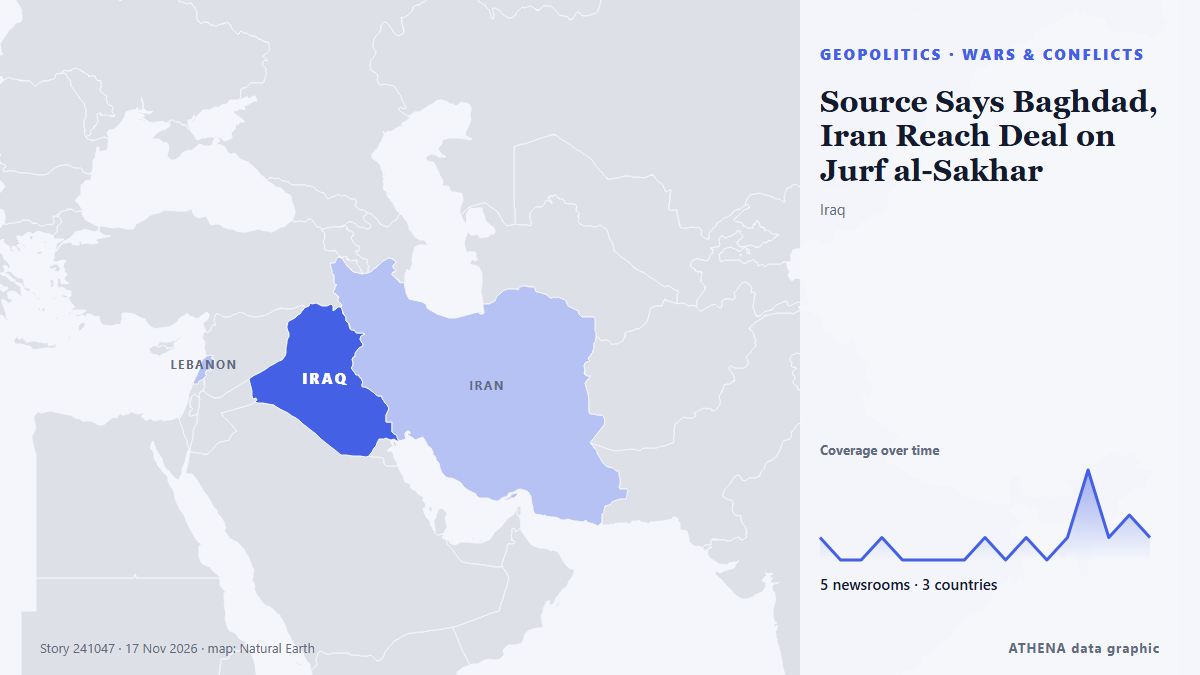 GEOPOLITICS · WARS & CONFLICTS
Source Says Baghdad,
Iran Reach Deal on
Jurf al-Sakhar
Iraq
LEBANON
IRAQ
IRAN
Coverage over time
5 newsrooms · 3 countries
Story 241047 · 17 Nov 2026 · map: Natural Earth
ATHENA data graphic